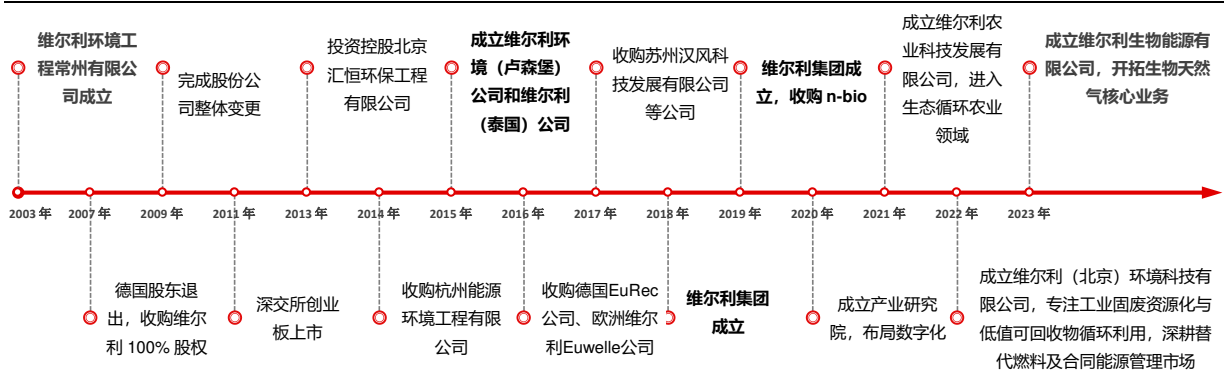 维尔利环境工
程常州有限公
司成立
完成股份公
司整体变更
投资控股北京
汇恒环保工程
有限公司
成立维尔利环
境（卢森堡）
公司和维尔利
（泰国）公司
收购苏州汉风科
技发展有限公司
等公司
维尔利集团成
立，收购 n-bio
成立维尔利农
业科技发展有
限公司，进入
生态循环农业
领域
成立维尔利生物能源有
限公司，开拓生物天然
气核心业务
2003 年 2007 年 2009 年 2011 年 2013 年 2014 年 2015 年 2016 年 2017 年 2018 年 2019 年 2020 年 2021 年 2022 年 2023 年
德国股东退
出，收购维尔
利 100% 股权
深交所创业
板上市
收购杭州能源
环境工程有限
公司
收购德国EuRec
公司、欧洲维尔
利Euwelle公司
维尔利集团
成立
成立产业研究
院，布局数字化
成立维尔利（北京）环境科技有
限公司，专注工业固废资源化与
低值可回收物循环利用，深耕替
代燃料及合同能源管理市场